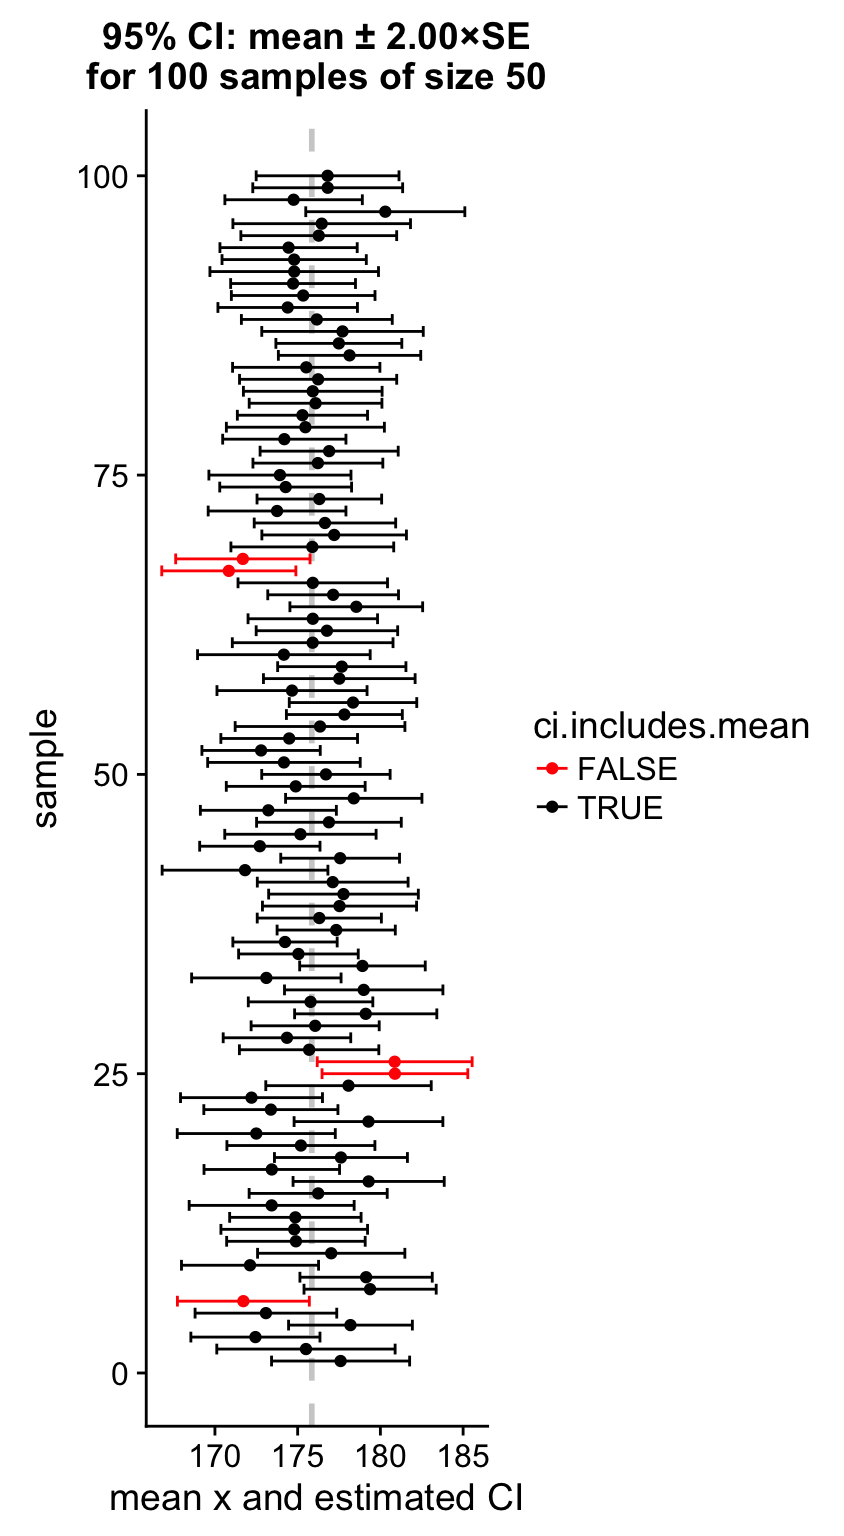 95% CI: mean ± 2.00×SE
for 100 samples of size 50
100
75
50
25
0
sample
170 175 180 185
mean x and estimated CI
ci.includes.mean
FALSE
TRUE